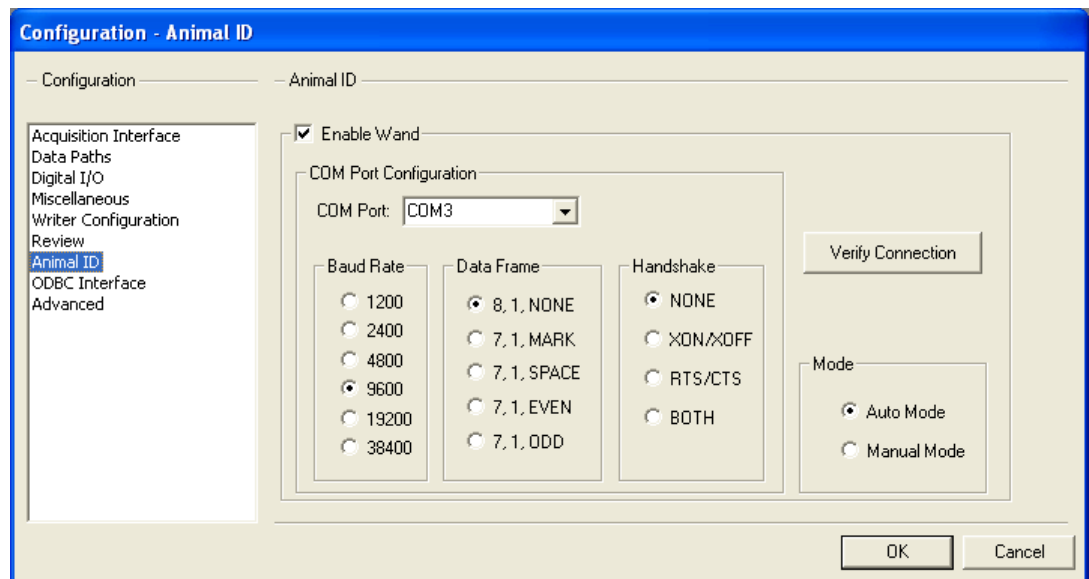 Configuration - Animal ID
Configuration
Acquisition Interface
Data Paths
Digital I/O
Miscellaneous
Writer Configuration
Review
Animal ID
ODBC Interface
Advanced
Animal ID
Enable Wand
COM Port Configuration
COM Port: COM3
Baud Rate
1200
2400
4800
9600
19200
38400
Data Frame
8, 1, NONE
7, 1, MARK
7, 1, SPACE
7, 1, EVEN
7, 1, ODD
Handshake
NONE
XON/XOFF
RTS/CTS
BOTH
Verify Connection
Mode
Auto Mode
Manual Mode
OK
Cancel